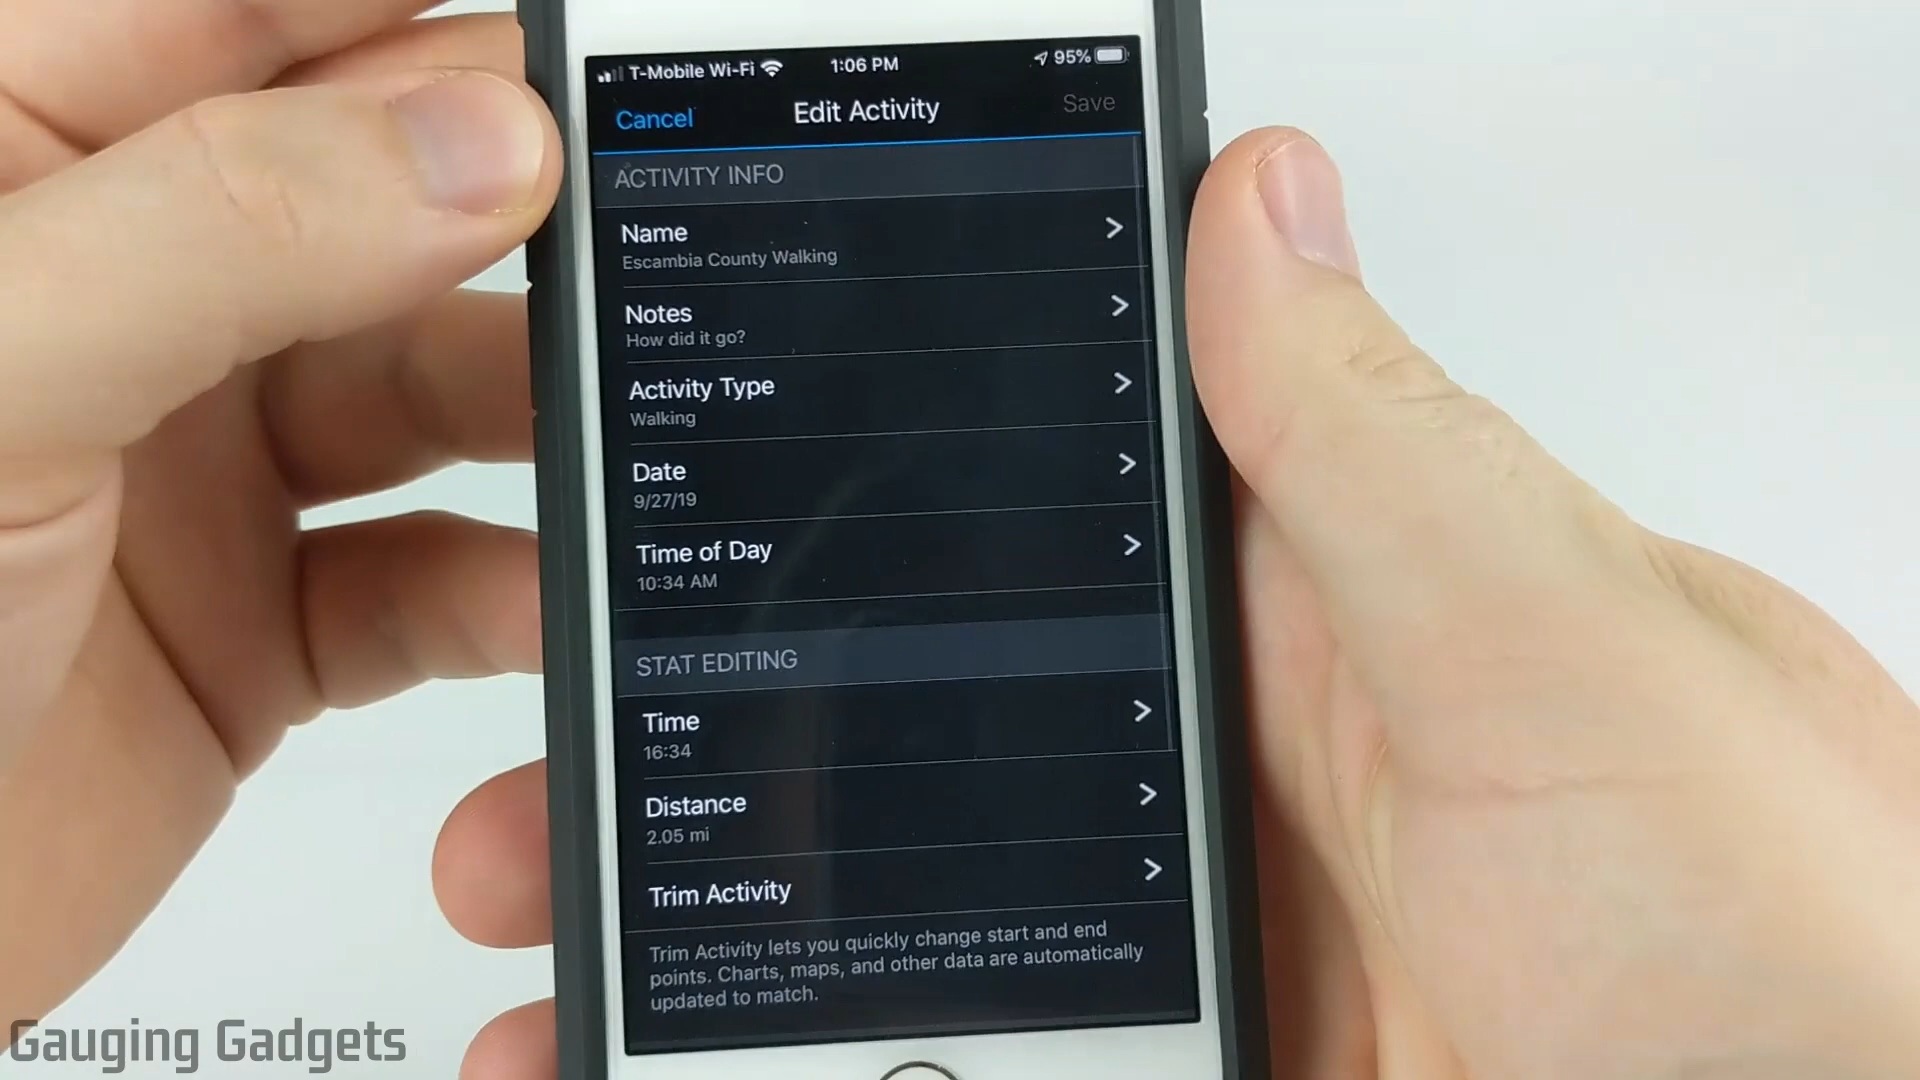 T-Mobile Wi-Fi 1:06 PM 95%
Cancel Edit Activity Save
ACTIVITY INFO
Name
Escambia County Walking
Notes
How did it go?
Activity Type
Walking
Date
9/27/19
Time of Day
10:34 AM
STAT EDITING
Time
16:34
Distance
2.05 mi
Trim Activity
Trim Activity lets you quickly change start and end
points. Charts, maps, and other data are automatically
updated to match.
Gauging Gadgets